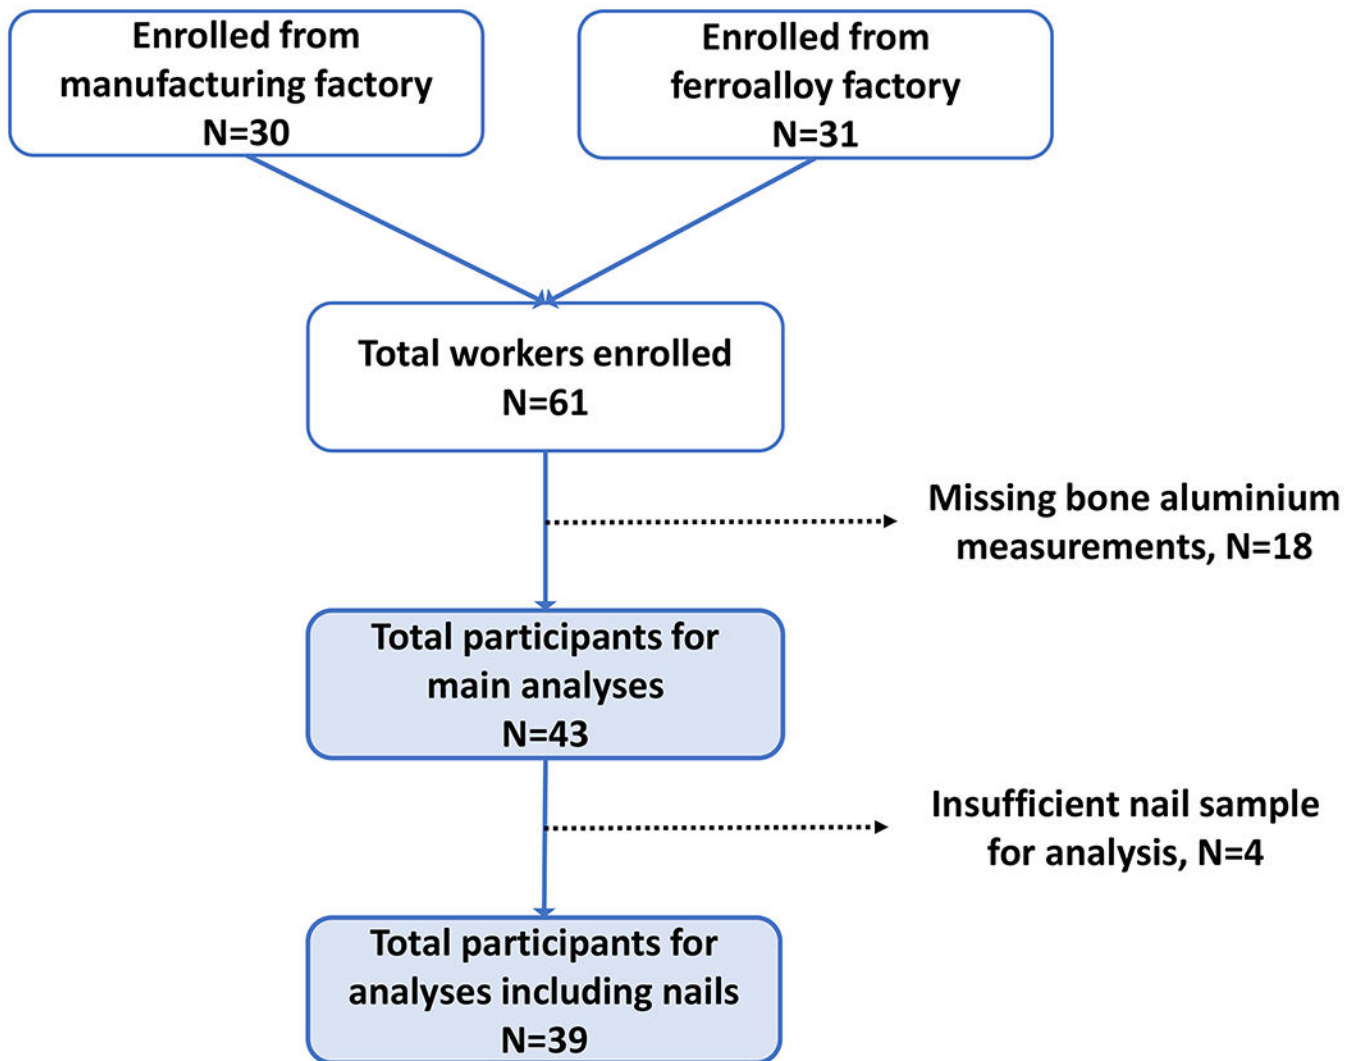 Enrolled from
manufacturing factory
N=30
Enrolled from
ferroalloy factory
N=31
Total workers enrolled
N=61
Missing bone aluminium
measurements, N=18
Total participants for
main analyses
N=43
Insufficient nail sample
for analysis, N=4
Total participants for
analyses including nails
N=39